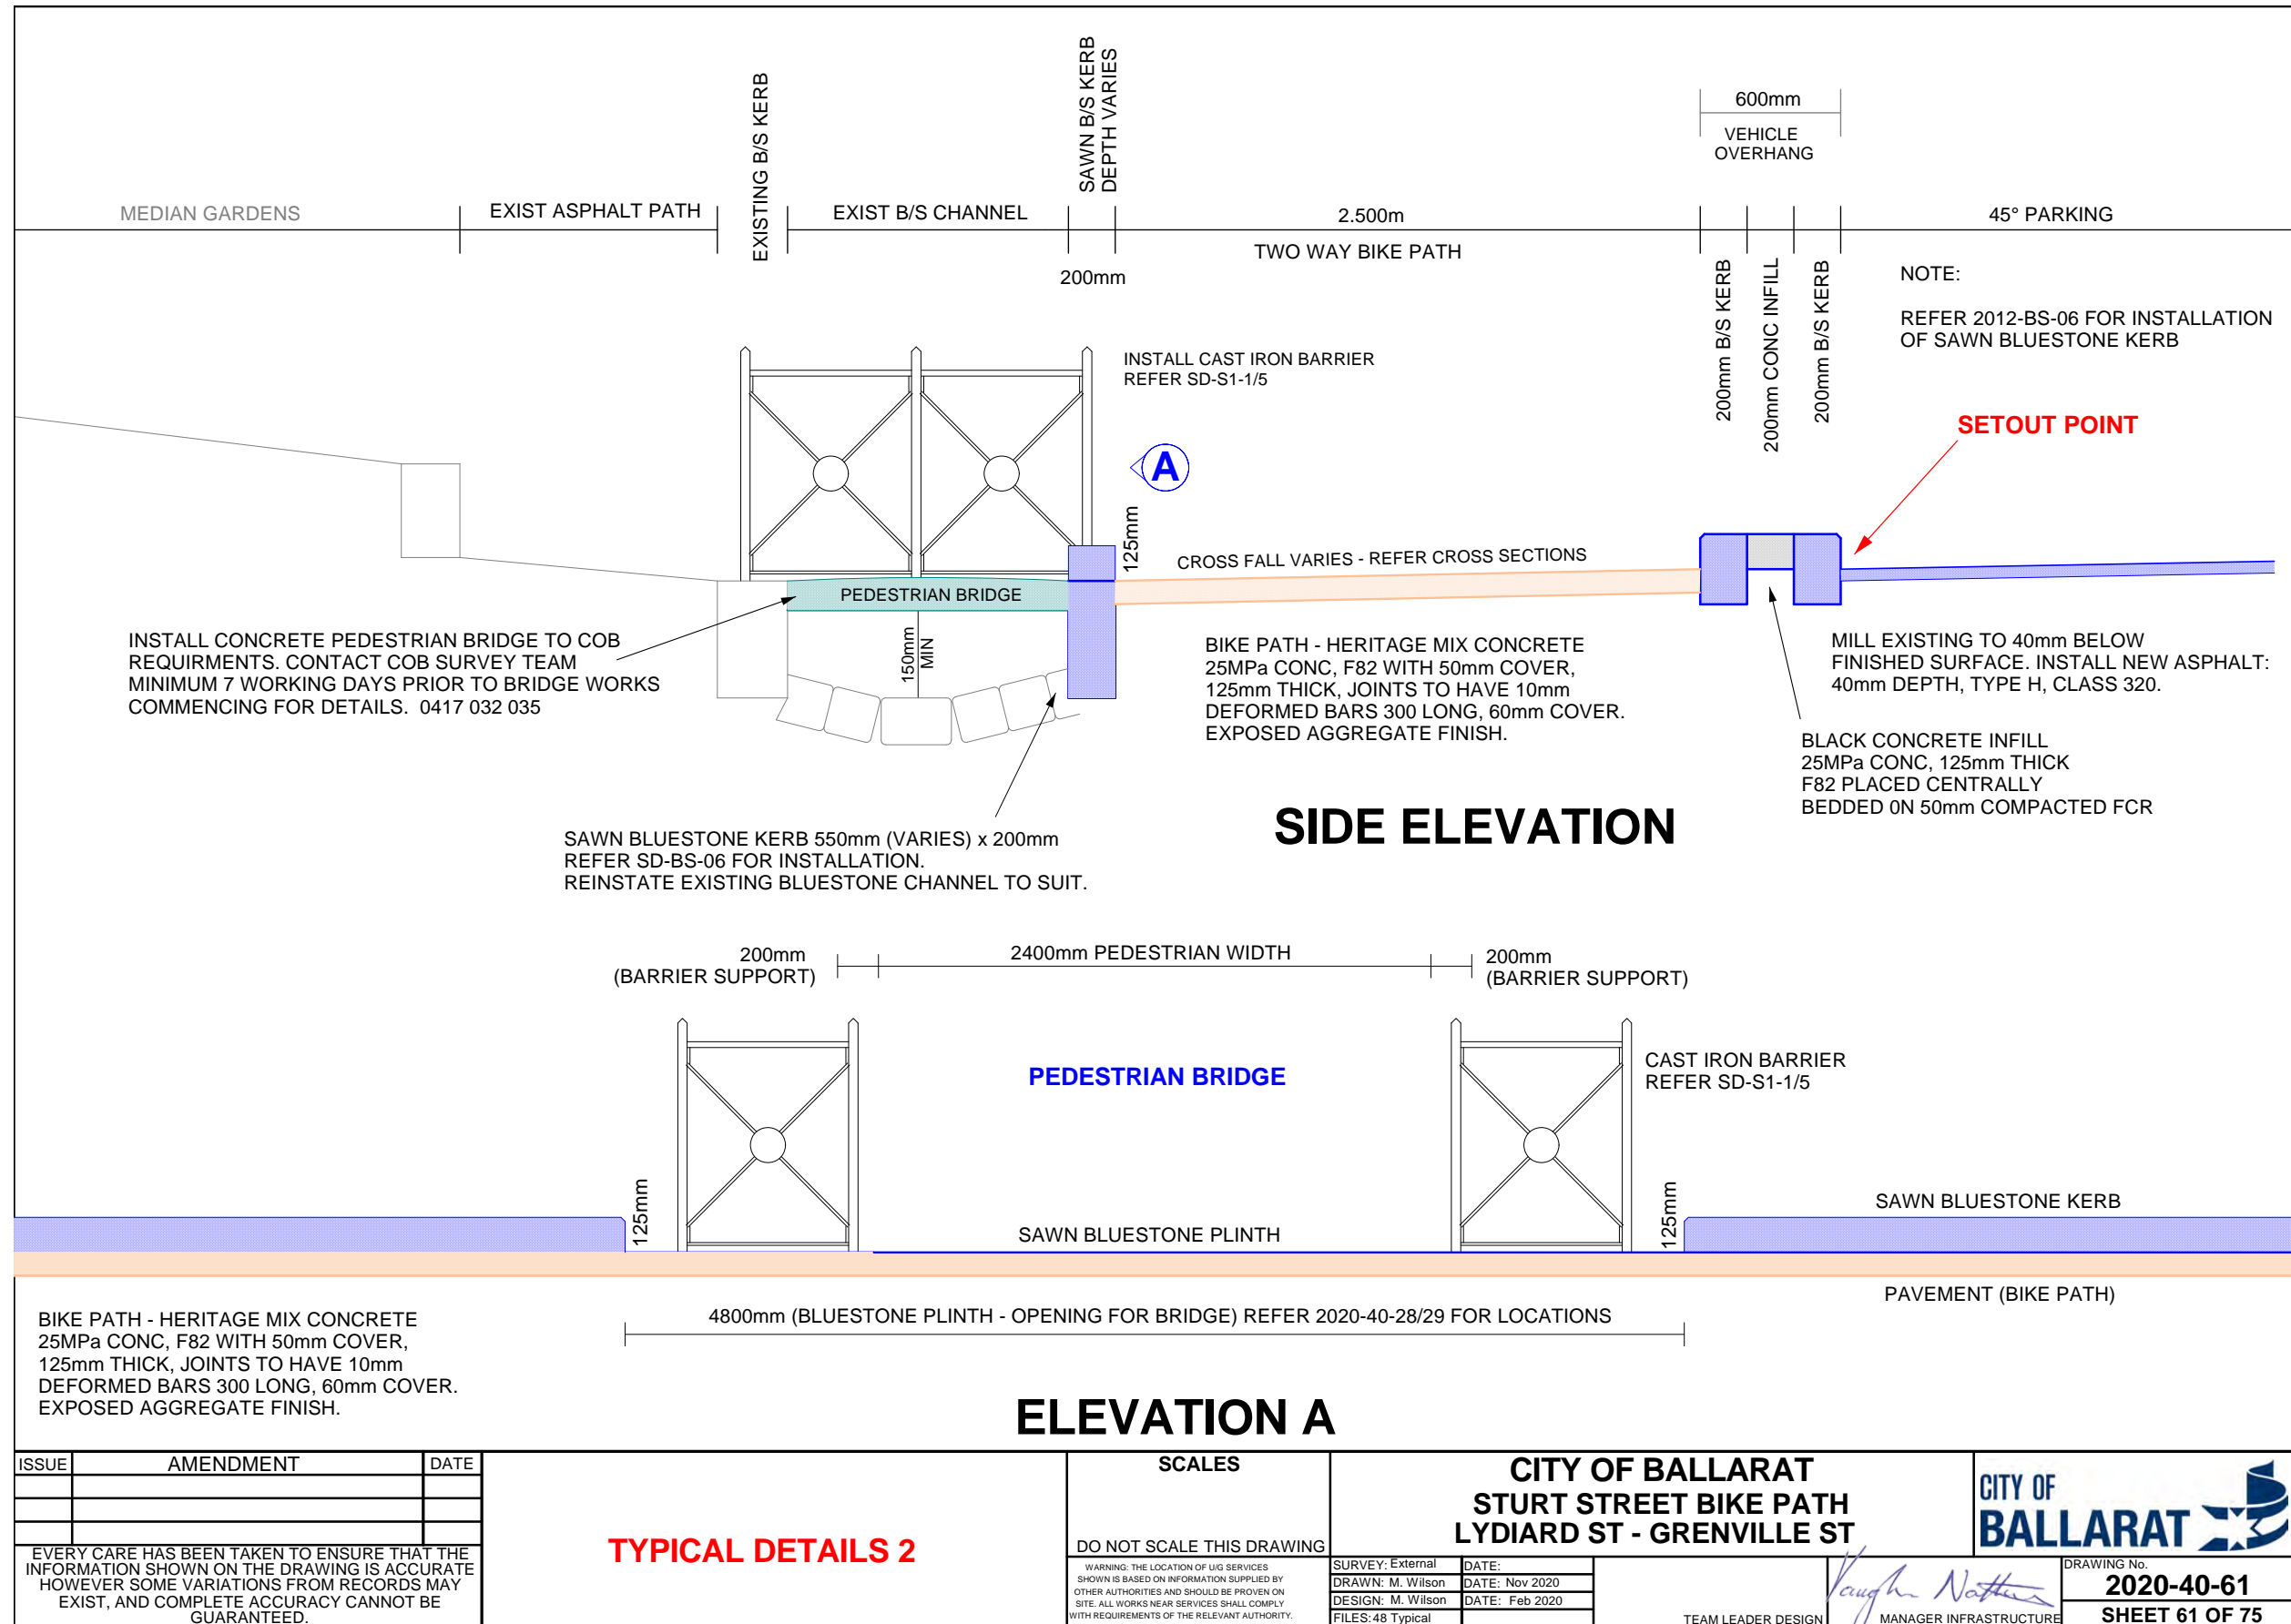 SAWN B/S KERB
DEPTH VARIES
EXISTING B/S KERB
600mm
VEHICLE
OVERHANG
MEDIAN GARDENS
EXIST ASPHALT PATH
EXIST B/S CHANNEL
2.500m
45° PARKING
TWO WAY BIKE PATH
200mm
200mm B/S KERB
200mm CONC INFILL
200mm B/S KERB
NOTE:
REFER 2012-BS-06 FOR INSTALLATION
OF SAWN BLUESTONE KERB
INSTALL CAST IRON BARRIER
REFER SD-S1-1/5
SETOUT POINT
A
125mm
CROSS FALL VARIES - REFER CROSS SECTIONS
PEDESTRIAN BRIDGE
150mm
MIN
INSTALL CONCRETE PEDESTRIAN BRIDGE TO COB
REQUIRMENTS. CONTACT COB SURVEY TEAM
MINIMUM 7 WORKING DAYS PRIOR TO BRIDGE WORKS
COMMENCING FOR DETAILS. 0417 032 035
BIKE PATH - HERITAGE MIX CONCRETE
25MPa CONC, F82 WITH 50mm COVER,
125mm THICK, JOINTS TO HAVE 10mm
DEFORMED BARS 300 LONG, 60mm COVER.
EXPOSED AGGREGATE FINISH.
MILL EXISTING TO 40mm BELOW
FINISHED SURFACE. INSTALL NEW ASPHALT:
40mm DEPTH, TYPE H, CLASS 320.
BLACK CONCRETE INFILL
25MPa CONC, 125mm THICK
F82 PLACED CENTRALLY
BEDDED 0N 50mm COMPACTED FCR
SIDE ELEVATION
SAWN BLUESTONE KERB 550mm (VARIES) x 200mm
REFER SD-BS-06 FOR INSTALLATION.
REINSTATE EXISTING BLUESTONE CHANNEL TO SUIT.
200mm
(BARRIER SUPPORT)
2400mm PEDESTRIAN WIDTH
200mm
(BARRIER SUPPORT)
PEDESTRIAN BRIDGE
CAST IRON BARRIER
REFER SD-S1-1/5
125mm
SAWN BLUESTONE PLINTH
125mm
SAWN BLUESTONE KERB
PAVEMENT (BIKE PATH)
BIKE PATH - HERITAGE MIX CONCRETE
25MPa CONC, F82 WITH 50mm COVER,
125mm THICK, JOINTS TO HAVE 10mm
DEFORMED BARS 300 LONG, 60mm COVER.
EXPOSED AGGREGATE FINISH.
4800mm (BLUESTONE PLINTH - OPENING FOR BRIDGE) REFER 2020-40-28/29 FOR LOCATIONS
ELEVATION A
ISSUE
AMENDMENT
DATE
EVERY CARE HAS BEEN TAKEN TO ENSURE THAT THE
INFORMATION SHOWN ON THE DRAWING IS ACCURATE
HOWEVER SOME VARIATIONS FROM RECORDS MAY
EXIST, AND COMPLETE ACCURACY CANNOT BE
GUARANTEED.
TYPICAL DETAILS 2
SCALES
DO NOT SCALE THIS DRAWING
WARNING: THE LOCATION OF U/G SERVICES
SHOWN IS BASED ON INFORMATION SUPPLIED BY
OTHER AUTHORITIES AND SHOULD BE PROVEN ON
SITE. ALL WORKS NEAR SERVICES SHALL COMPLY
WITH REQUIREMENTS OF THE RELEVANT AUTHORITY.
CITY OF BALLARAT
STURT STREET BIKE PATH
LYDIARD ST - GRENVILLE ST
SURVEY: External
DATE:
DRAWN: M. Wilson
DATE: Nov 2020
DESIGN: M. Wilson
DATE: Feb 2020
FILES: 48 Typical
TEAM LEADER DESIGN
MANAGER INFRASTRUCTURE
CITY OF
BALLARAT
DRAWING No.
2020-40-61
SHEET 61 OF 75